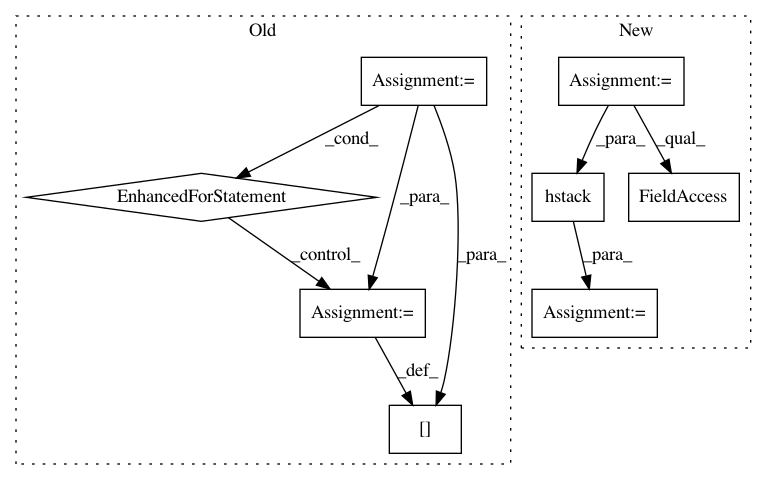 Old
New
Assignment:=
Assignment:=
_cond_
_para_
_qual_
EnhancedForStatement
_para_
_para_
hstack
FieldAccess
_control_
_para_
Assignment:=
Assignment:=
_def_
[]